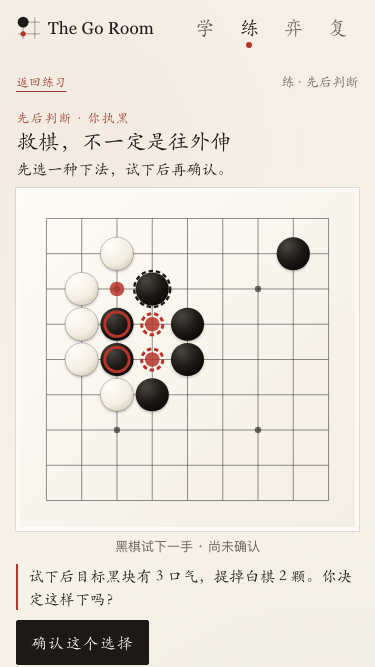 The Go Room 学 练 弈 复
返回练习 练 · 先后判断
先后判断 · 你执黑
救棋，不一定是往外伸
先选一种下法，试下后再确认。
黑棋试下一手 · 尚未确认
试下后目标黑块有 3 口气，提掉白棋 2 颗。你决
定这样下吗？
确认这个选择